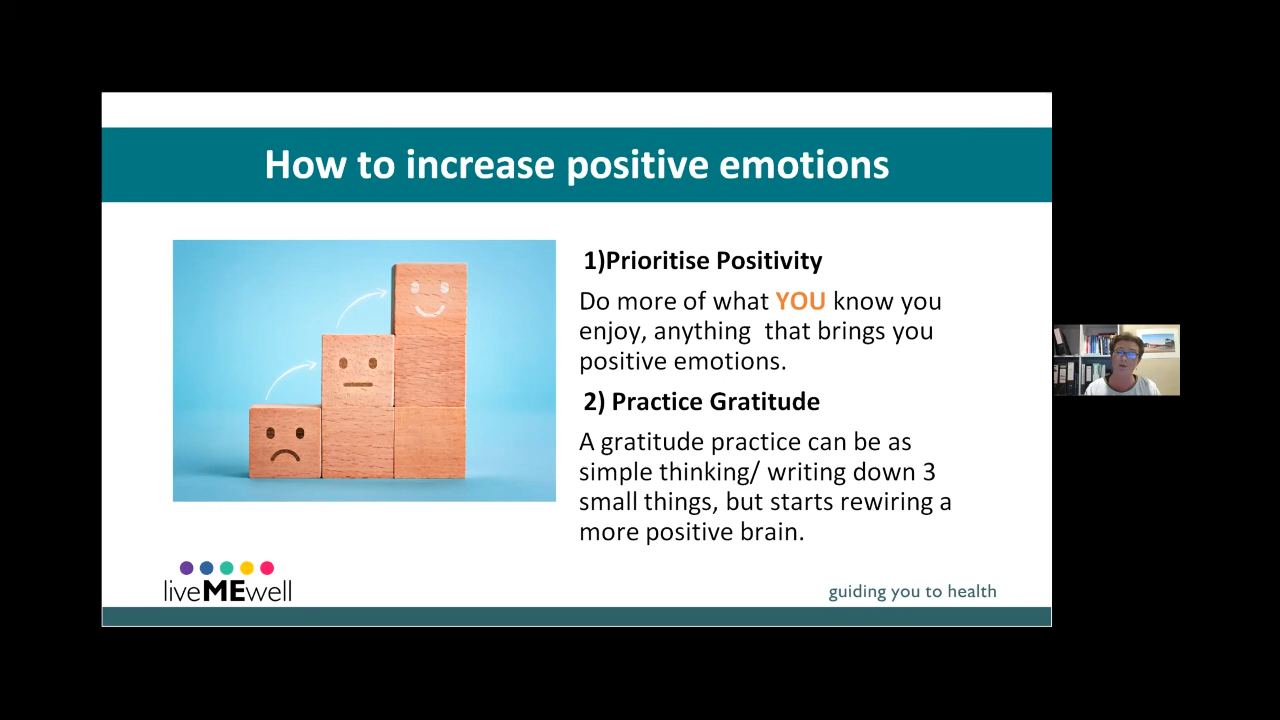 How to increase positive emotions
1)Prioritise Positivity
Do more of what YOU know you
enjoy, anything  that brings you
positive emotions.
2) Practice Gratitude
A gratitude practice can be as
simple thinking/ writing down 3
small things, but starts rewiring a
more positive brain.
liveMEwell
guiding you to health